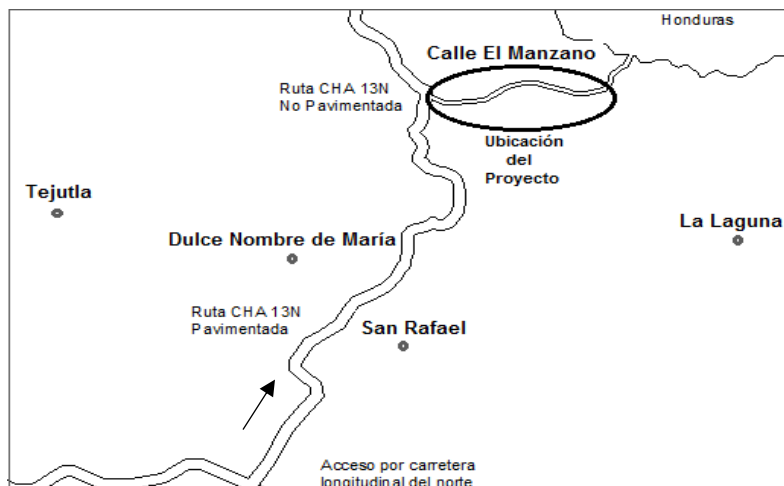 Honduras
Calle El Manzano
Ruta CHA 13N
No Pavimentada
Ubicación
del
Proyecto
Tejutla
La Laguna
Dulce Nombre de María
Ruta CHA 13N
Pavimentada
San Rafael
Acceso por carretera
longitudinal del norte